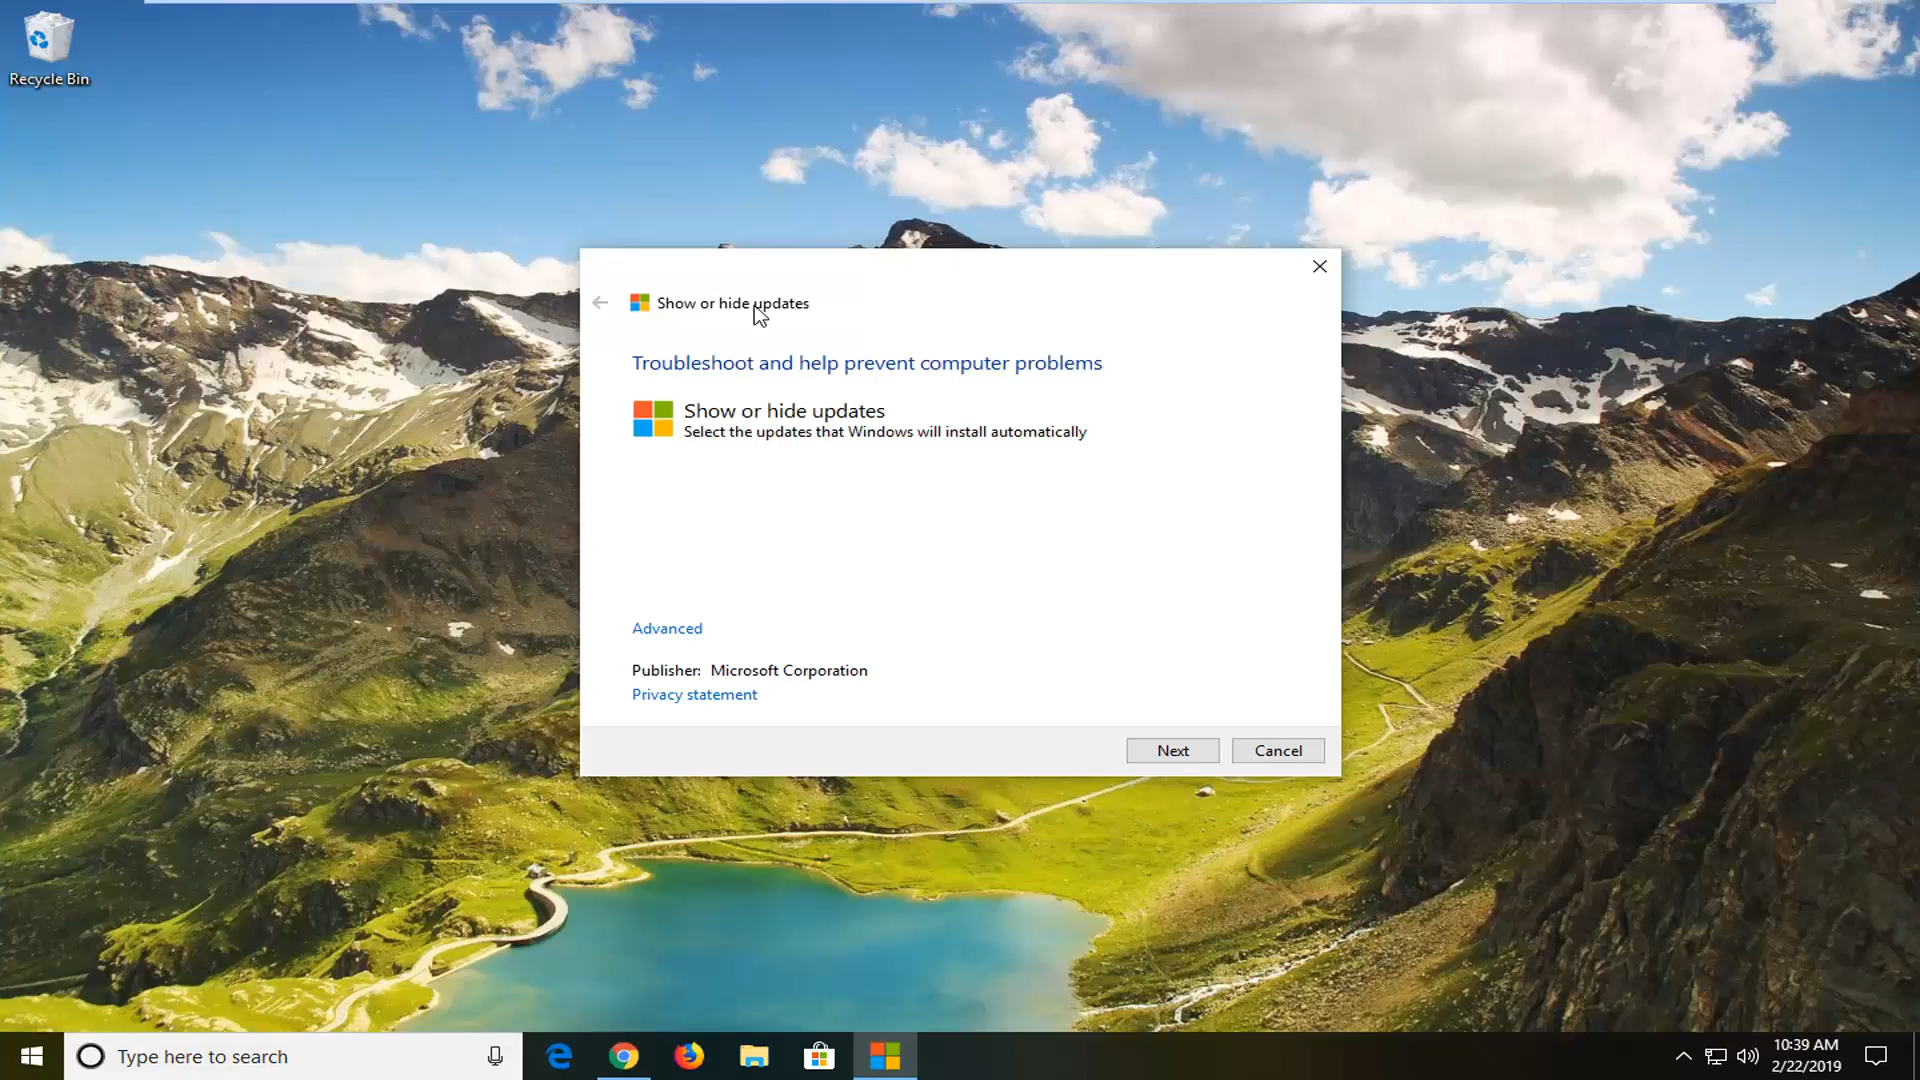 Recycle Bin
Show or hide updates
Troubleshoot and help prevent computer problems
Show or hide updates
Select the updates that Windows will install automatically
Advanced
Publisher: Microsoft Corporation
Privacy statement
Next
Cancel
Type here to search
10:39 AM
2/22/2019